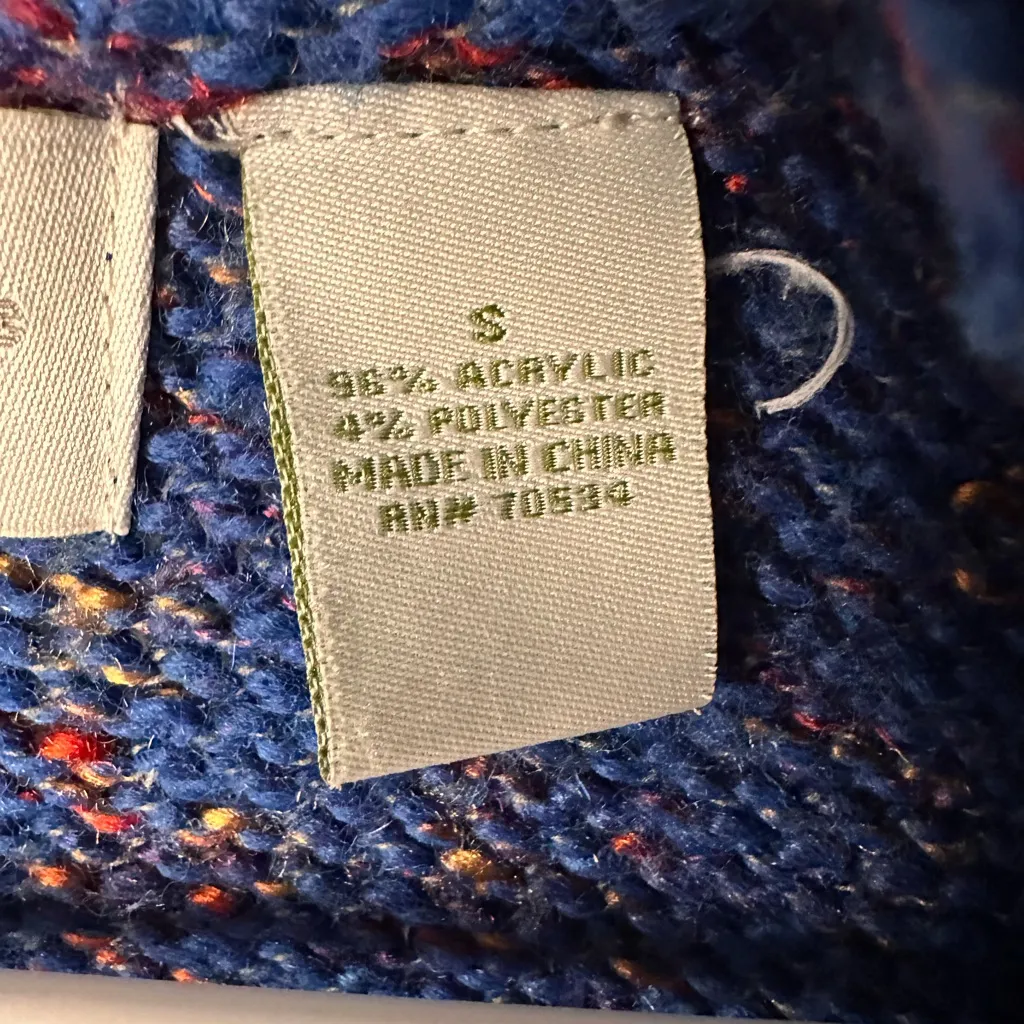 S
96% ACRYLIC
4% POLYESTER
MADE IN CHINA
RN# 70534